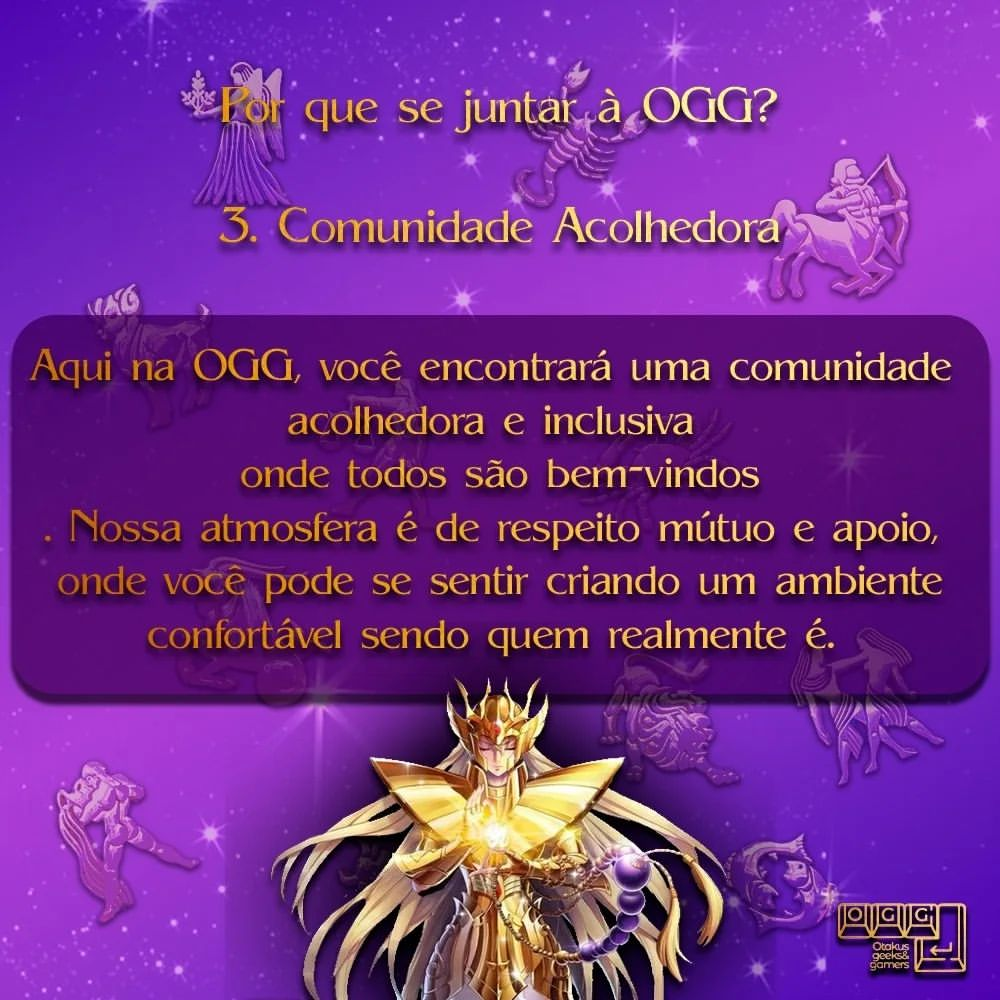 Por que se juntar à OGG?
3. Comunidade Acolhedora
Aqui na OGG, você encontrará uma comunidade
acolhedora e inclusiva
onde todos são bem-vindos
. Nossa atmosfera é de respeito mútuo e apoio,
onde você pode se sentir criando um ambiente
confortável sendo quem realmente é.
OGG
Otakus
geeks&
gamers